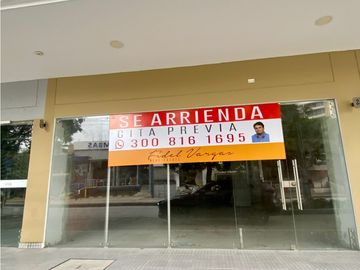 SE ARRIENDA
CITA PREVIA
300 816 1695
Fidel Vargas